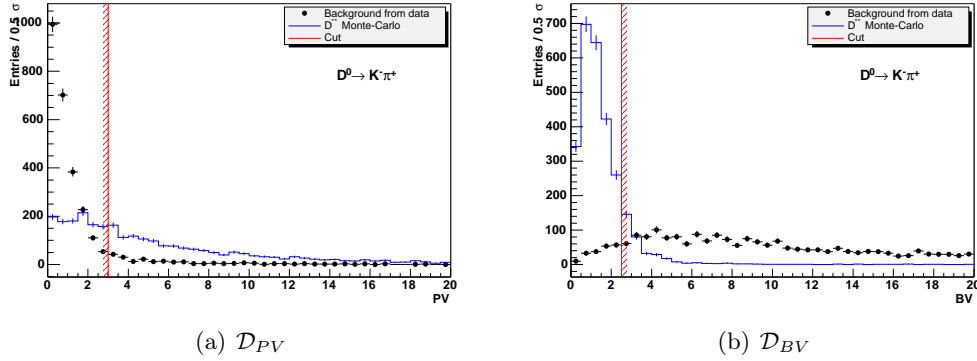 Entries / 0.5 σ
1000
800
600
400
200
0
0 2 4 6 8 10 12 14 16 18 20
PV
Background from data
D** Monte-Carlo
Cut
D⁰→ K⁻π⁺
(a) 𝒟_PV
Entries / 0.5 σ
700
600
500
400
300
200
100
0
0 2 4 6 8 10 12 14 16 18 20
BV
Background from data
D** Monte-Carlo
Cut
D⁰→ K⁻π⁺
(b) 𝒟_BV